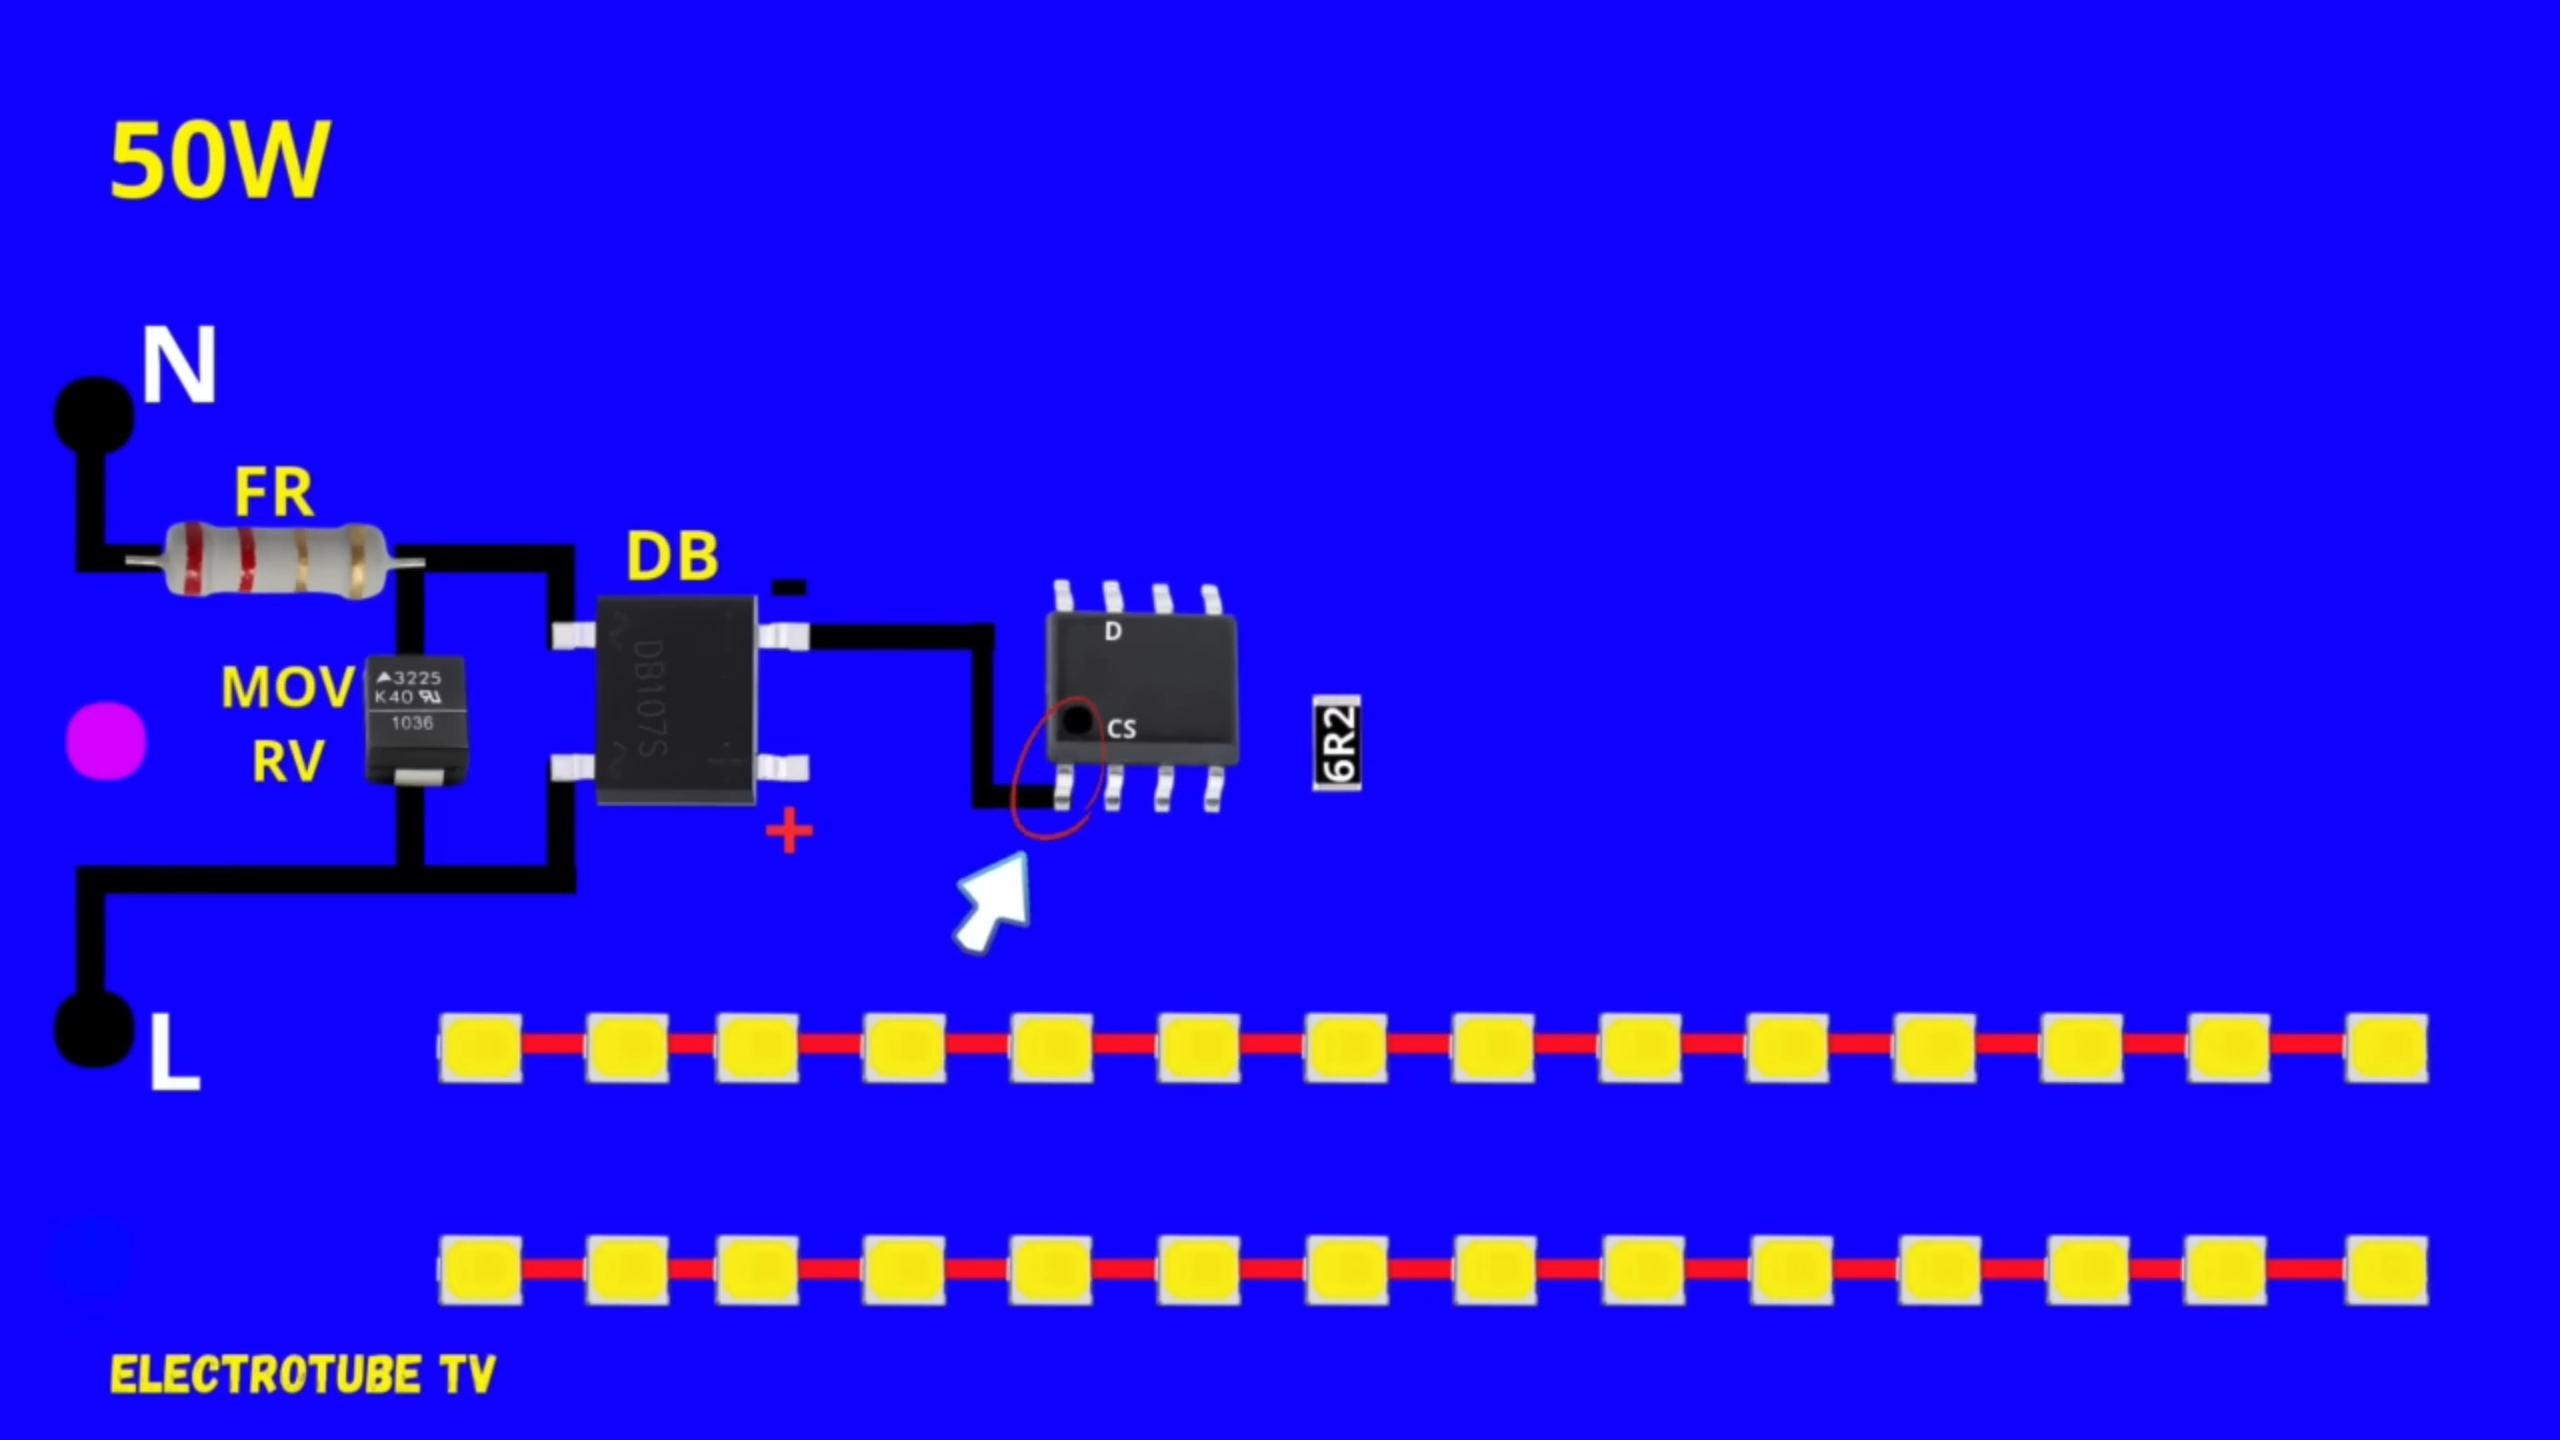 50W
N
FR
DB
-
MOV
RV
▲3225
K40
1036
DB107S
+
D
CS
6R2
L
ELECTROTUBE TV